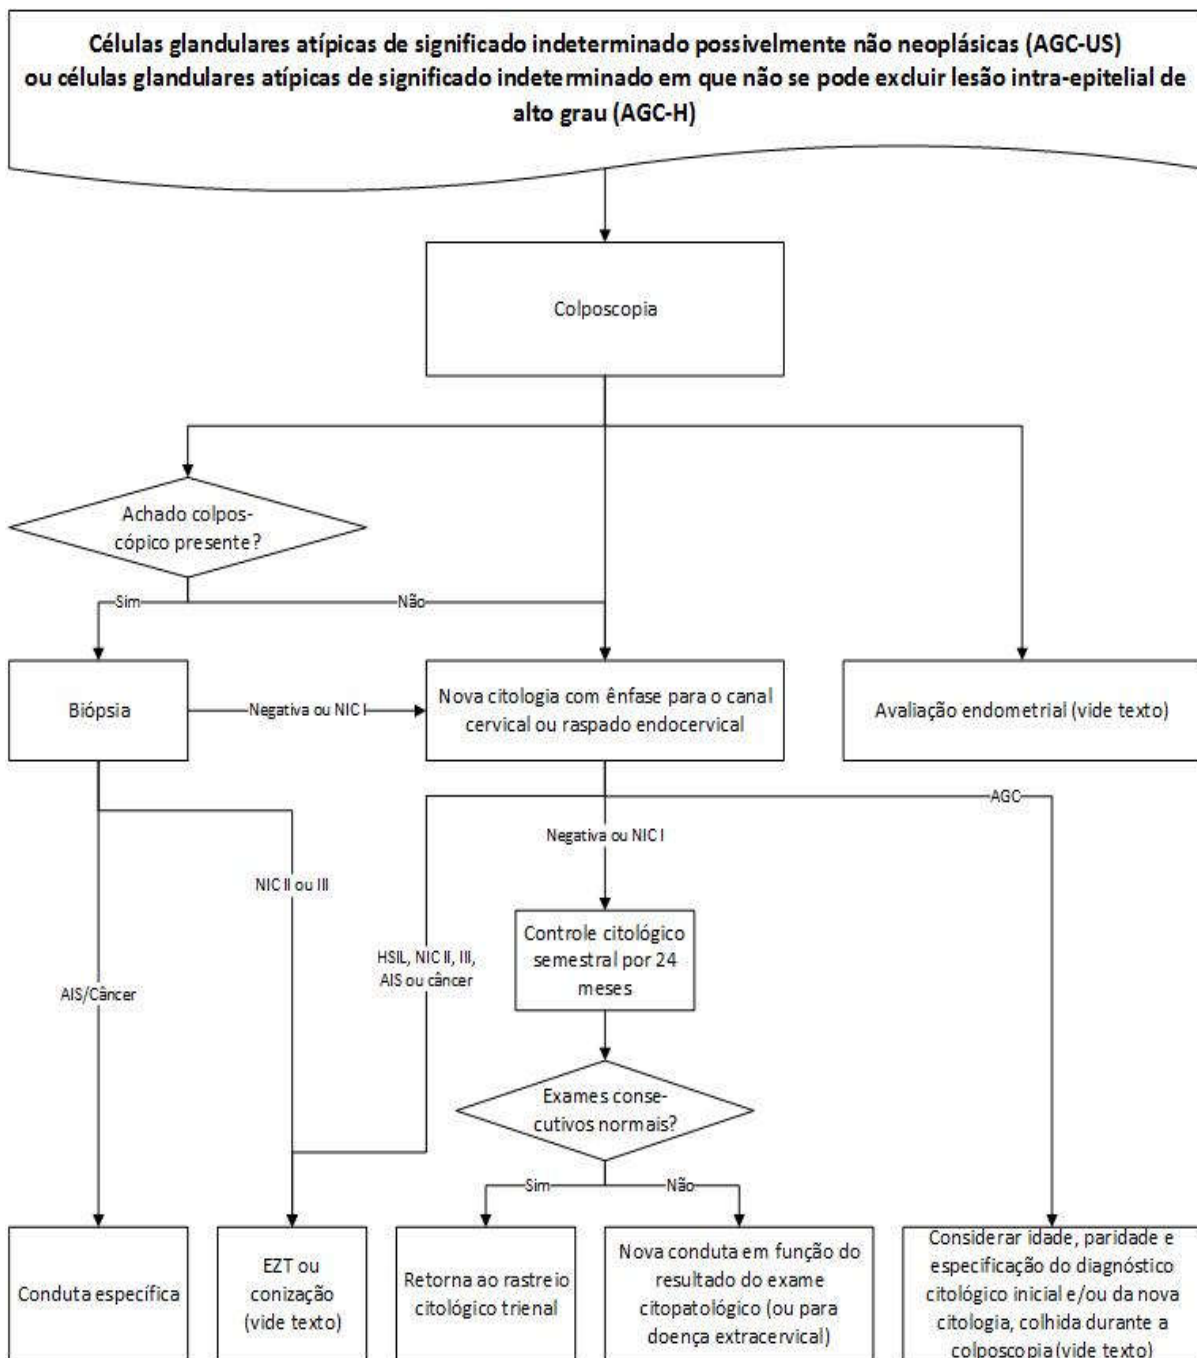 Células glandulares atípicas de significado indeterminado possivelmente não neoplásicas (AGC-US)
ou células glandulares atípicas de significado indeterminado em que não se pode excluir lesão intra-epitelial de
alto grau (AGC-H)
Colposcopia
Achado colpos-
cópico presente?
Sim
Não
Biópsia
Negativa ou NIC I
Nova citologia com ênfase para o canal
cervical ou raspado endocervical
Avaliação endometrial (vide texto)
AGC
Negativa ou NIC I
NIC II ou III
Controle citológico
semestral por 24
meses
HSIL, NIC II, III,
AIS ou câncer
AIS/Câncer
Exames conse-
cutivos normais?
Sim
Não
Conduta específica
EZT ou
conização
(vide texto)
Retorna ao rastreio
citológico trienal
Nova conduta em função do
resultado do exame
citopatológico (ou para
doença extracervical)
Considerar idade, paridade e
especificação do diagnóstico
citológico inicial e/ou da nova
citologia, colhida durante a
colposcopia (vide texto)